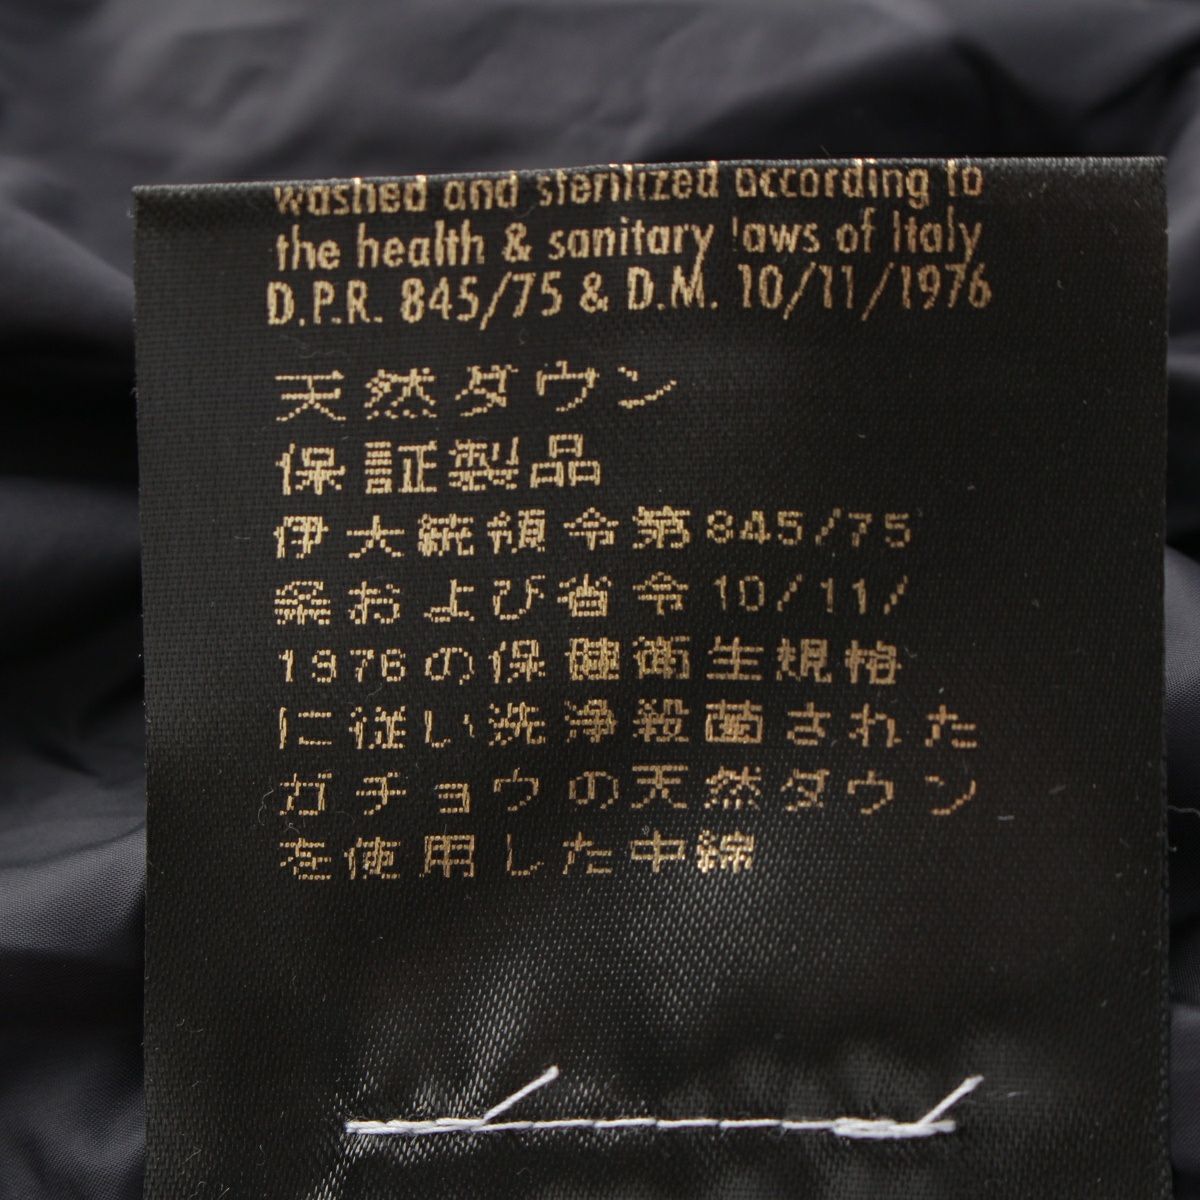 washed and sterilized according to
the health & sanitary laws of Italy
D.P.R. 845/75 & D.M. 10/11/1976
天然ダウン
保証製品
伊大統領令第845/75
条および省令10/11/
1976の保健衛生規格
に従い洗浄殺菌された
ガチョウの天然ダウン
を使用した中綿